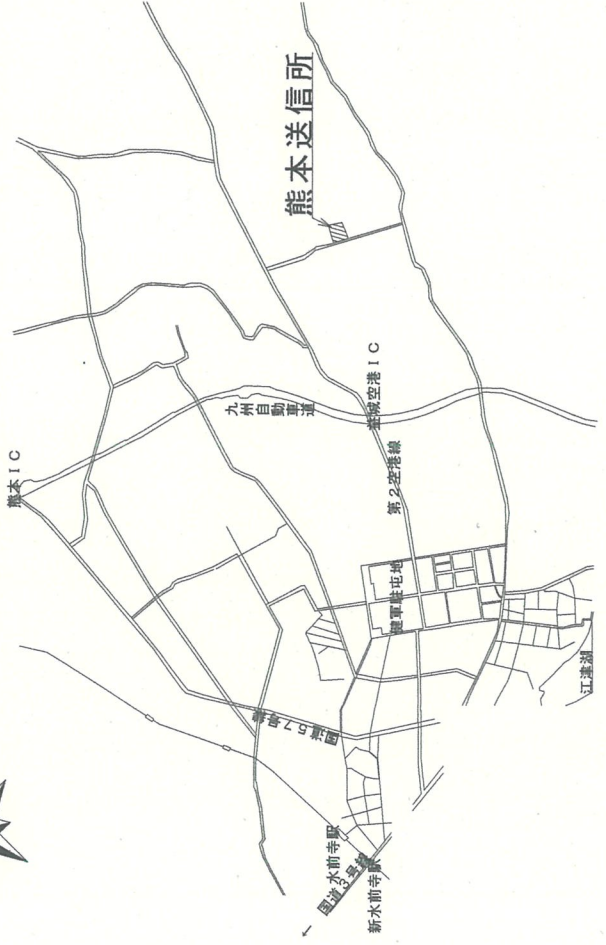 熊本送信所
熊本IC
九州自動車道
益城空港IC
第2空港線
健軍駐屯地
国道57号線
江津湖
水前寺駅
国道3号線
新水前寺駅